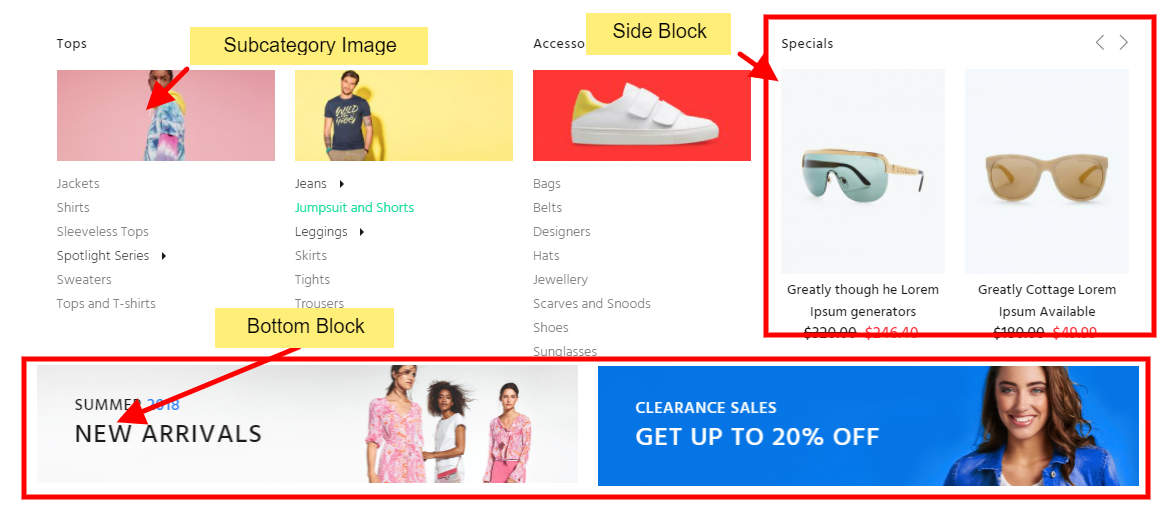 Tops
Subcategory Image
Accesso
Side Block
Specials
WILD
Jackets
Shirts
Sleeveless Tops
Spotlight Series
Sweaters
Tops and T-shirts
Jeans
Jumpsuit and Shorts
Leggings
Skirts
Tights
Trousers
Bags
Belts
Designers
Hats
Jewellery
Scarves and Snoods
Shoes
Sunglasses
Greatly though he Lorem
Ipsum generators
$320.00 $246.40
Greatly Cottage Lorem
Ipsum Available
$180.00 $49.99
Bottom Block
SUMMER 2018
NEW ARRIVALS
CLEARANCE SALES
GET UP TO 20% OFF